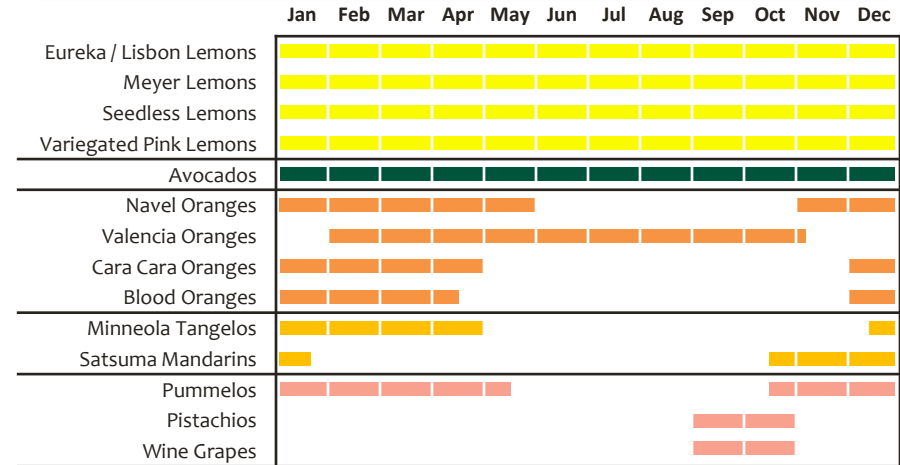 Jan Feb Mar Apr May Jun Jul Aug Sep Oct Nov Dec
Eureka / Lisbon Lemons
Meyer Lemons
Seedless Lemons
Variegated Pink Lemons
Avocados
Navel Oranges
Valencia Oranges
Cara Cara Oranges
Blood Oranges
Minneola Tangelos
Satsuma Mandarins
Pummelos
Pistachios
Wine Grapes